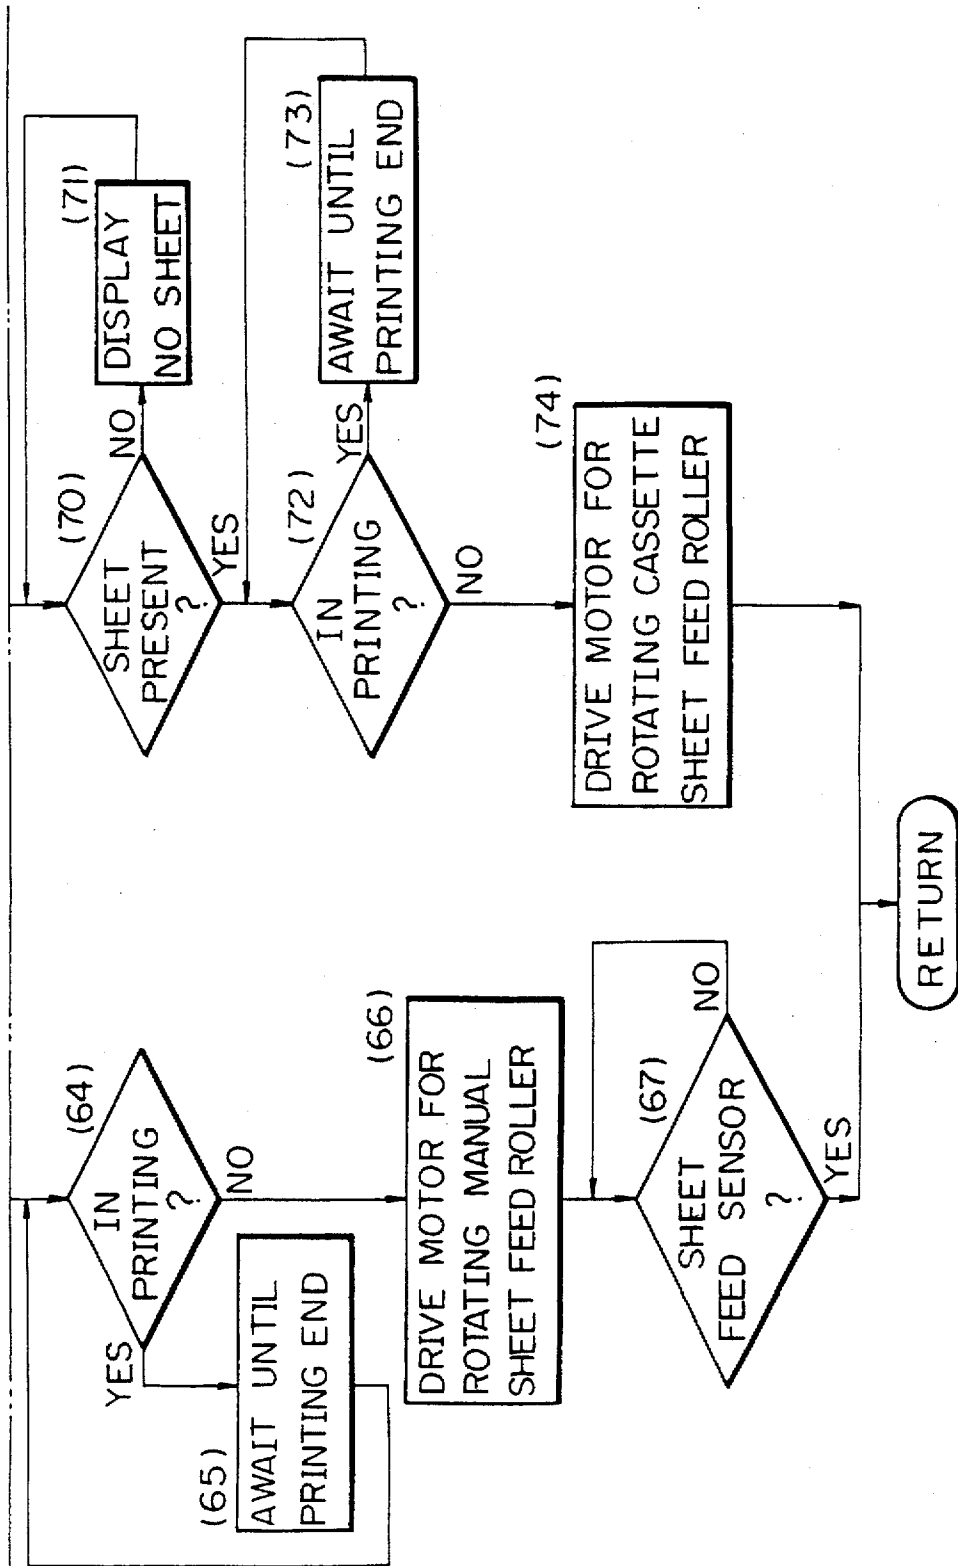 (64)
IN
PRINTING
?
YES
NO
(65)
AWAIT UNTIL
PRINTING END
(66)
DRIVE MOTOR FOR
ROTATING MANUAL
SHEET FEED ROLLER
(67)
SHEET
FEED SENSOR
?
NO
YES
(70)
SHEET
PRESENT
?
NO
YES
(71)
DISPLAY
NO SHEET
(72)
IN
PRINTING
?
YES
NO
(73)
AWAIT UNTIL
PRINTING END
(74)
DRIVE MOTOR FOR
ROTATING CASSETTE
SHEET FEED ROLLER
RETURN